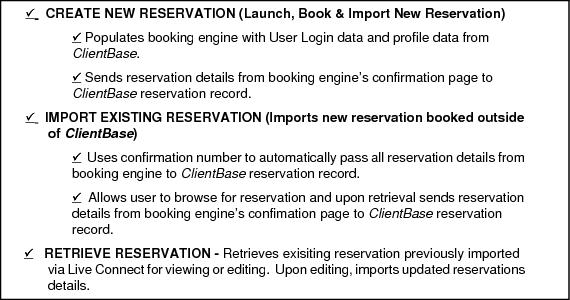 ✓ CREATE NEW RESERVATION (Launch, Book & Import New Reservation)
✓ Populates booking engine with User Login data and profile data from
ClientBase.
✓ Sends reservation details from booking engine's confirmation page to
ClientBase reservation record.
✓ IMPORT EXISTING RESERVATION (Imports new reservation booked outside
of ClientBase)
✓ Uses confirmation number to automatically pass all reservation details from
booking engine to ClientBase reservation record.
✓ Allows user to browse for reservation and upon retrieval sends reservation
details from booking engine's confimation page to ClientBase reservation
record.
✓ RETRIEVE RESERVATION - Retrieves exisiting reservation previously imported
via Live Connect for viewing or editing. Upon editing, imports updated reservations
details.